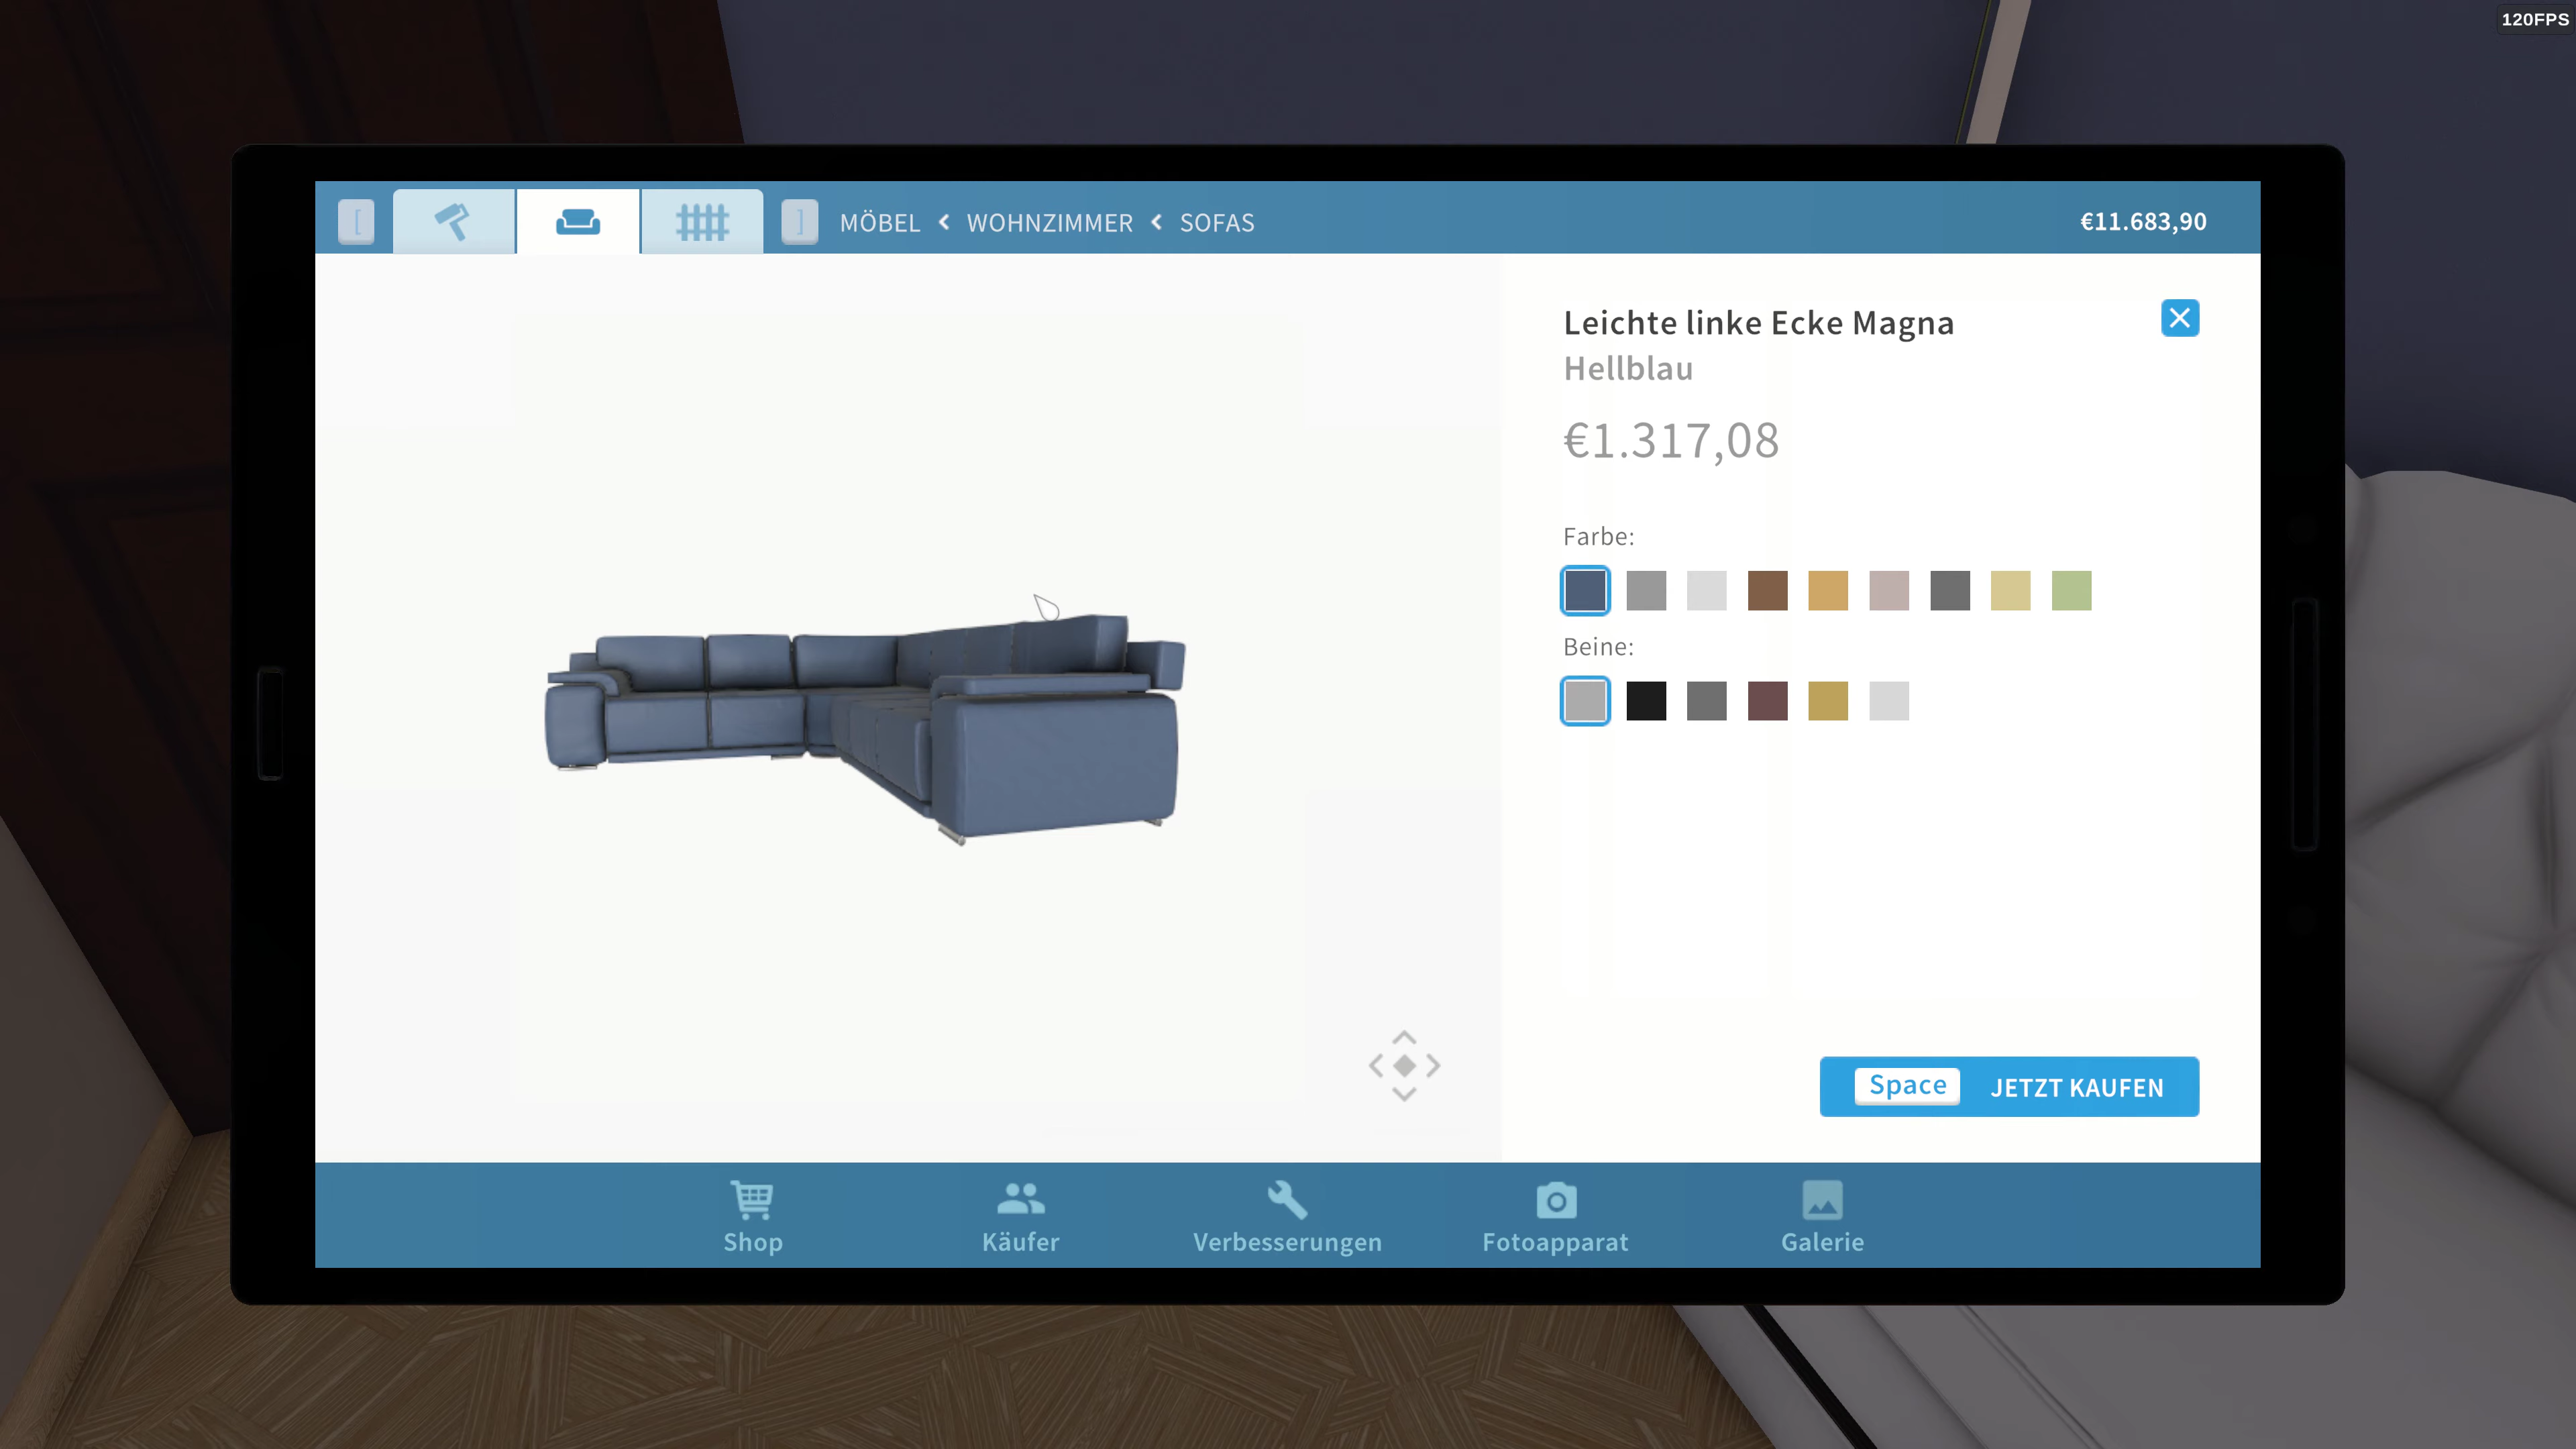 120FPS
[
]
MÖBEL < WOHNZIMMER < SOFAS
€11.683,90
Leichte linke Ecke Magna
Hellblau
€1.317,08
Farbe:
Beine:
Space JETZT KAUFEN
Shop
Käufer
Verbesserungen
Fotoapparat
Galerie